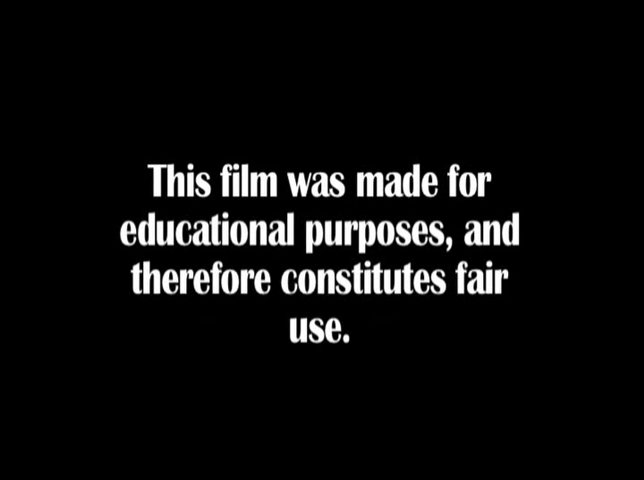 This film was made for
educational purposes, and
therefore constitutes fair
use.